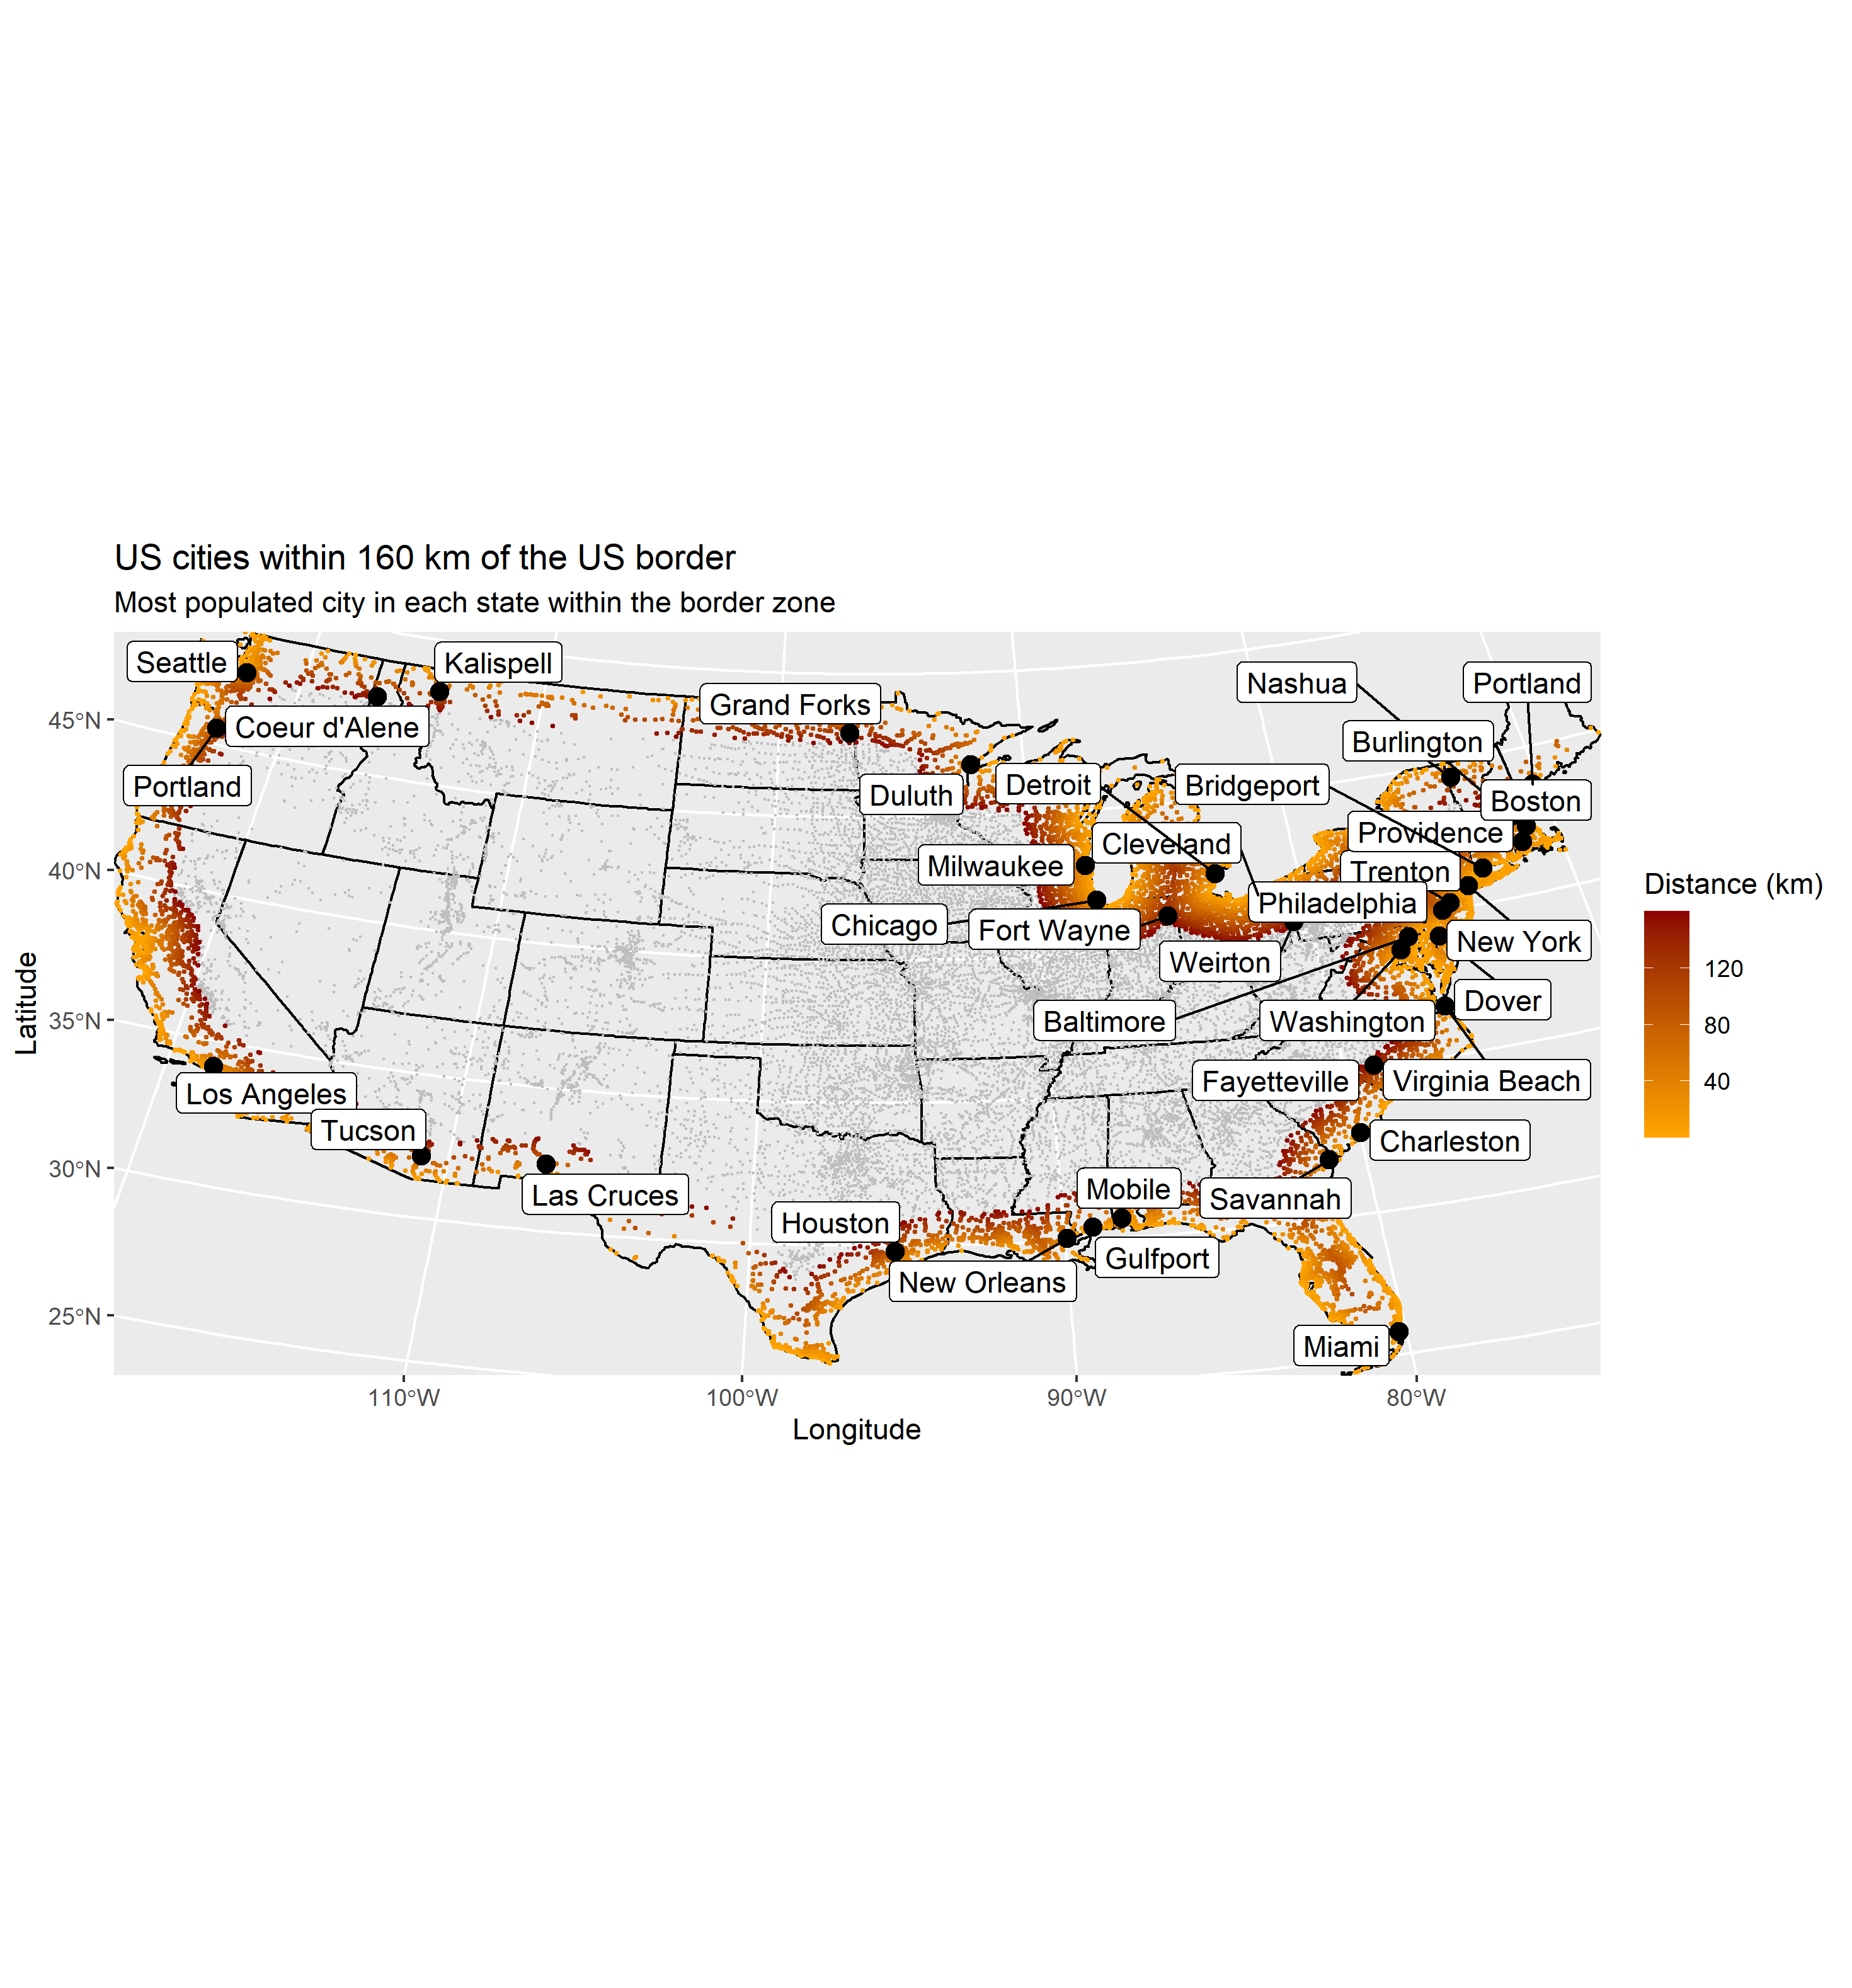 US cities within 160 km of the US border
Most populated city in each state within the border zone
Seattle
Kalispell
Nashua
Portland
Grand Forks
Coeur d'Alene
Burlington
Portland
Duluth
Detroit
Bridgeport
Boston
Providence
Cleveland
Milwaukee
Trenton
Philadelphia
Chicago
Fort Wayne
New York
Weirton
Dover
Baltimore
Washington
Fayetteville
Virginia Beach
Los Angeles
Tucson
Charleston
Las Cruces
Mobile
Savannah
Houston
Gulfport
New Orleans
Miami
45°N
40°N
35°N
30°N
25°N
110°W
100°W
90°W
80°W
Latitude
Longitude
Distance (km)
120
80
40